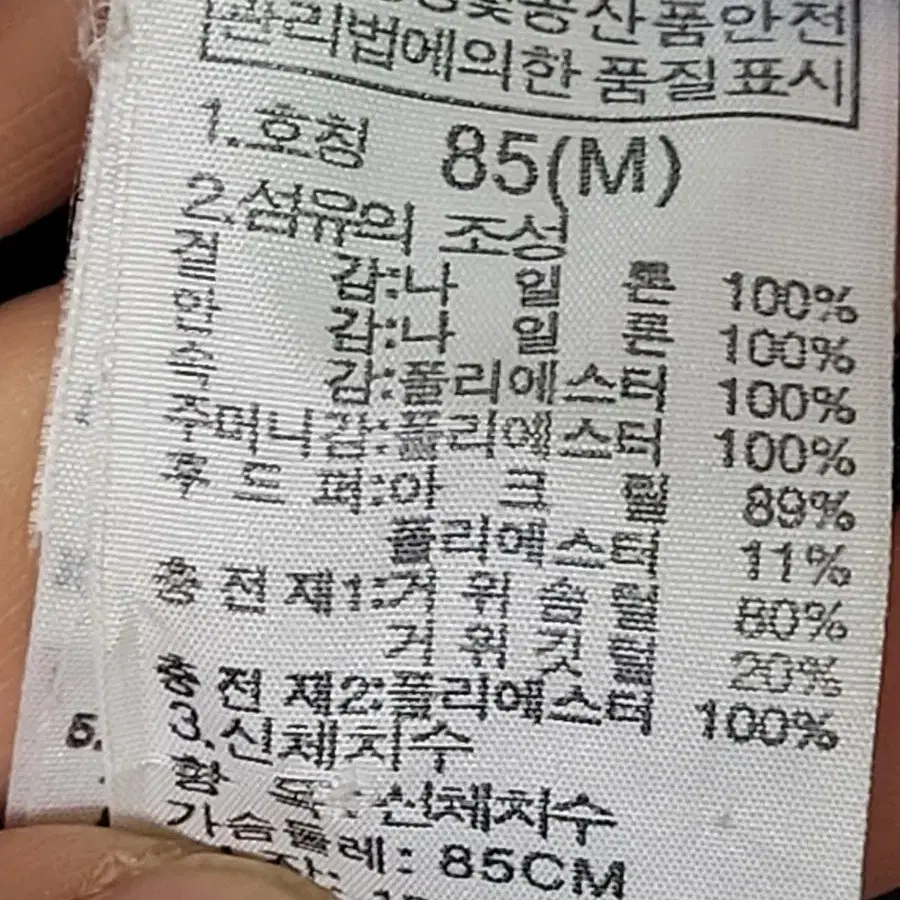 공산품안전
관리법에의한 품질표시
1.호칭 85(M)
2.섬유의 조성
겉 감:나 일 론 100%
안 감:나 일 론 100%
감:폴리에스터 100%
주머니감:폴리에스터 100%
후 드 퍼:아 크 릴 89%
폴리에스터 11%
충 전 재1:거 위 솜 털 80%
거 위 깃 털 20%
충 전 재2:폴리에스터 100%
3.신체치수
항 목:신체치수
가슴둘레: 85CM
5.